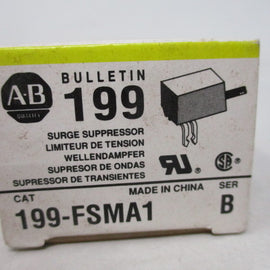 A-B
BULLETIN
199
SURGE SUPPRESSOR
LIMITEUR DE TENSION
WELLENDAMPFER
SUPRESOR DE ONDAS
SUPRESSOR DE TRANSIENTES
MADE IN CHINA
CAT
199-FSMA1
SER
B